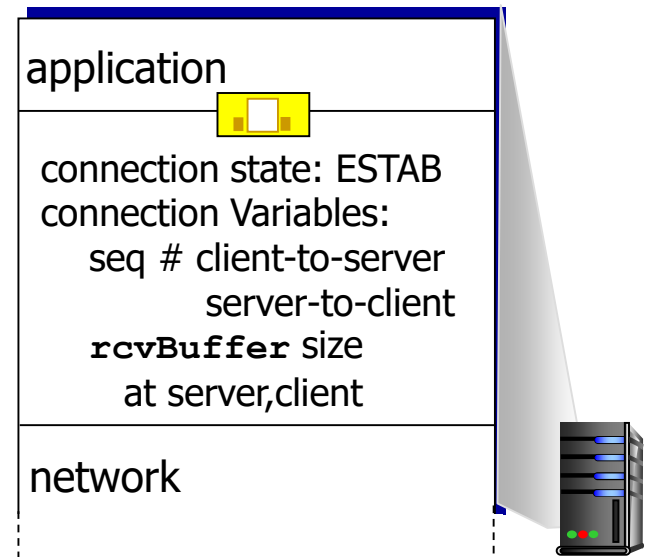 application
connection state: ESTAB
connection Variables:
seq # client-to-server
server-to-client
rcvBuffer size
at server,client
network